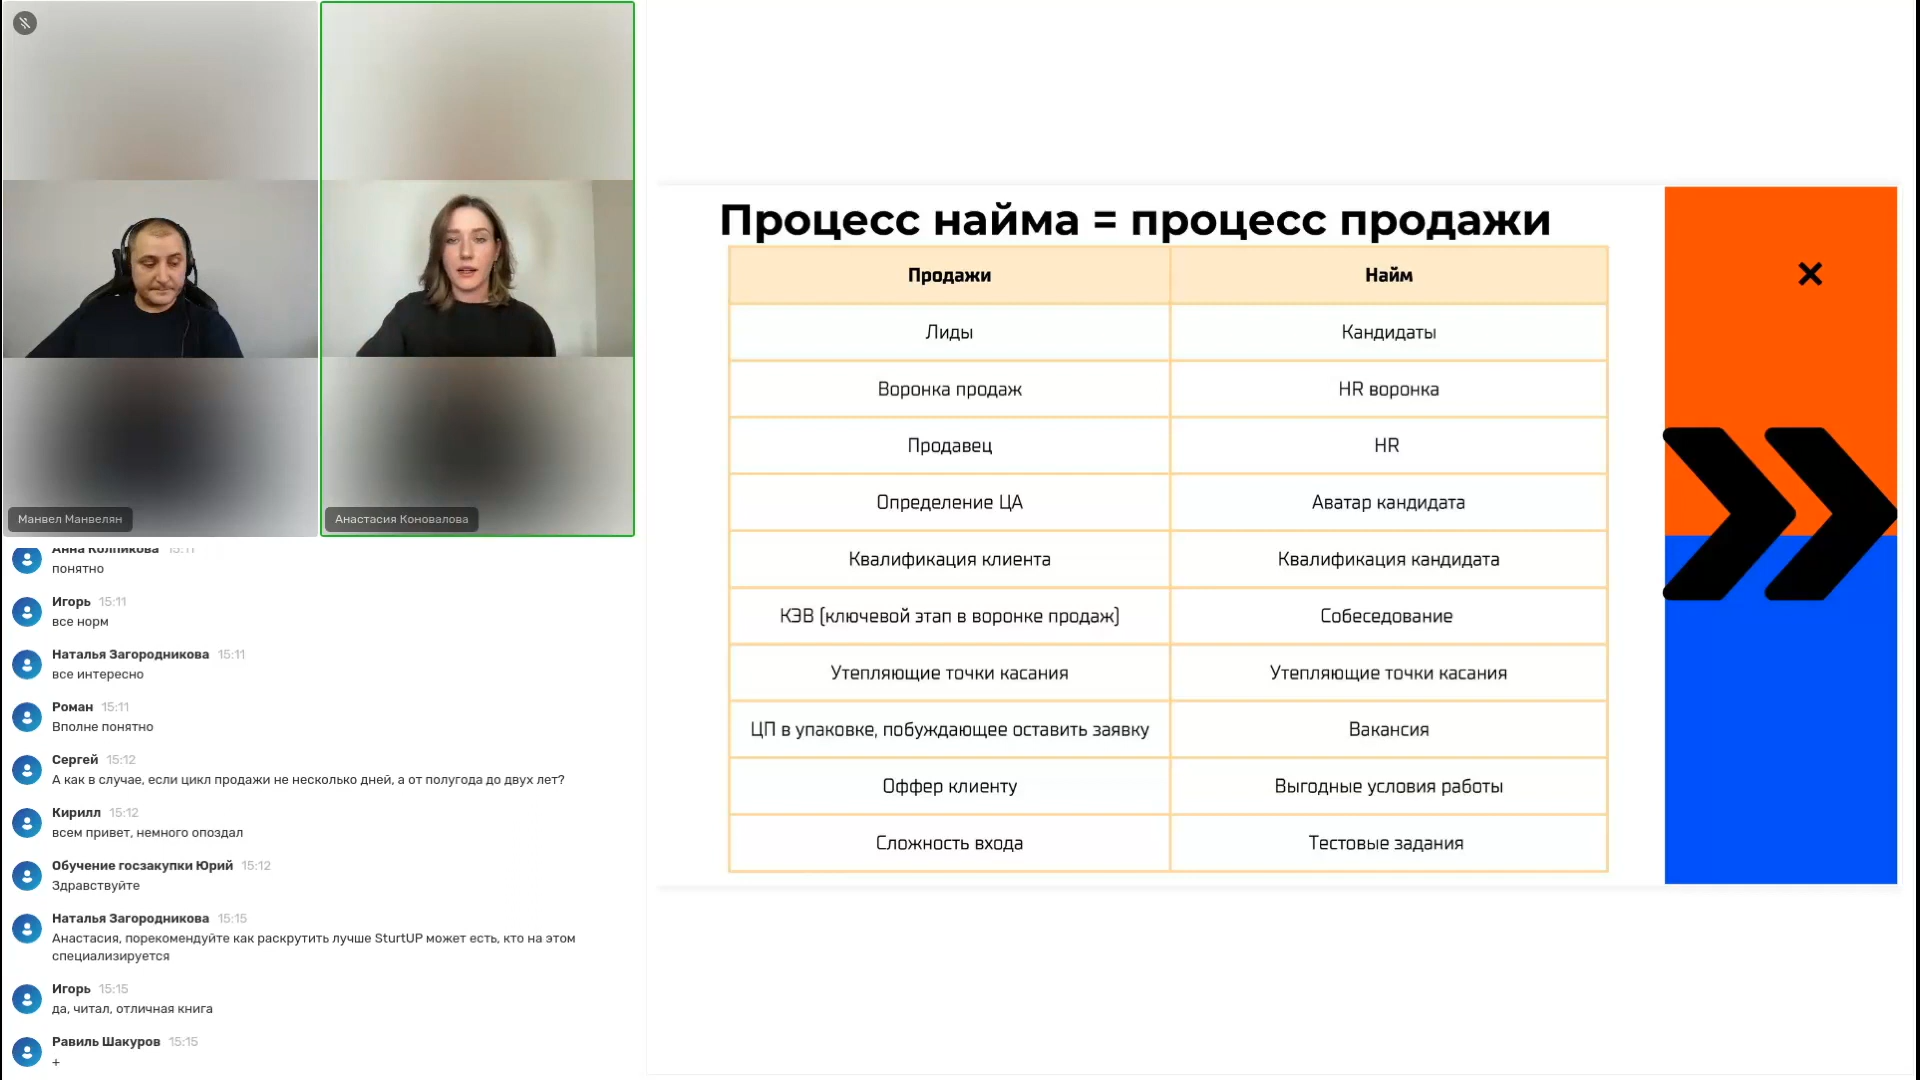 Манвел Манвелян
Анастасия Коновалова
Анна Колпикова 15:11
понятно
Игорь 15:11
все норм
Наталья Загородникова 15:11
все интересно
Роман 15:11
Вполне понятно
Сергей 15:12
А как в случае, если цикл продажи не несколько дней, а от полугода до двух лет?
Кирилл 15:12
всем привет, немного опоздал
Обучение госзакупки Юрий 15:12
Здравствуйте
Наталья Загородникова 15:15
Анастасия, порекомендуйте как раскрутить лучше SturtUP может есть, кто на этом
специализируется
Игорь 15:15
да, читал, отличная книга
Равиль Шакуров 15:15
+
Процесс найма = процесс продажи
Продажи Найм
Лиды Кандидаты
Воронка продаж HR воронка
Продавец HR
Определение ЦА Аватар кандидата
Квалификация клиента Квалификация кандидата
КЭВ (ключевой этап в воронке продаж) Собеседование
Утепляющие точки касания Утепляющие точки касания
ЦП в упаковке, побуждающее оставить заявку Вакансия
Оффер клиенту Выгодные условия работы
Сложность входа Тестовые задания